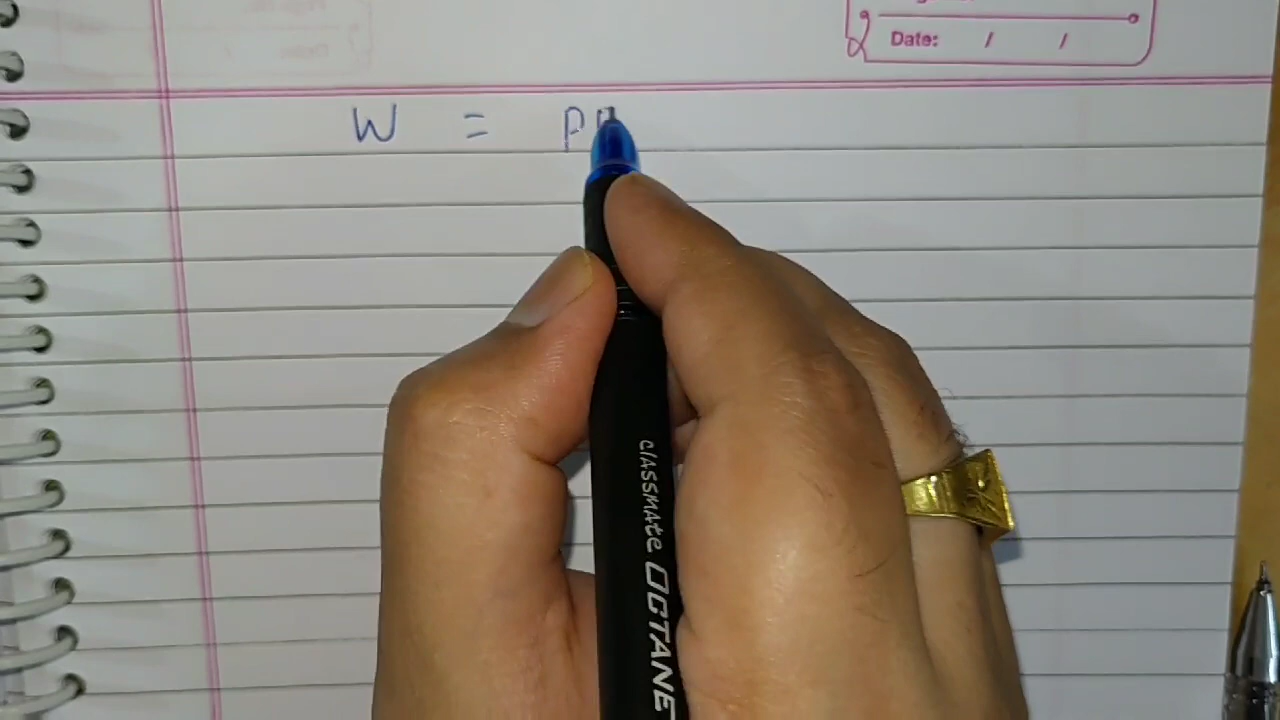 Date: / /
W = P
CLASSMATE OCTANE